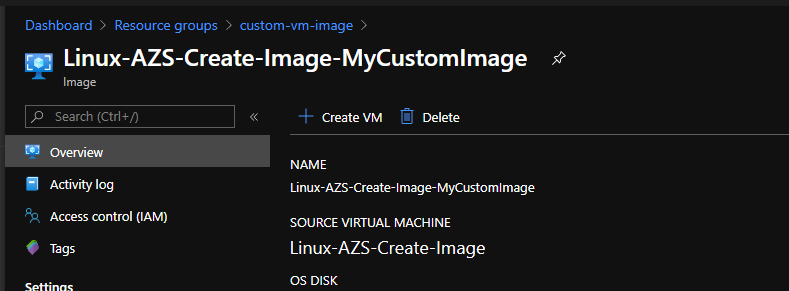 Dashboard > Resource groups > custom-vm-image >
Linux-AZS-Create-Image-MyCustomImage
Image
Search (Ctrl+/) «
Create VM Delete
Overview
Activity log
Access control (IAM)
Tags
Settings
NAME
Linux-AZS-Create-Image-MyCustomImage
SOURCE VIRTUAL MACHINE
Linux-AZS-Create-Image
OS DISK